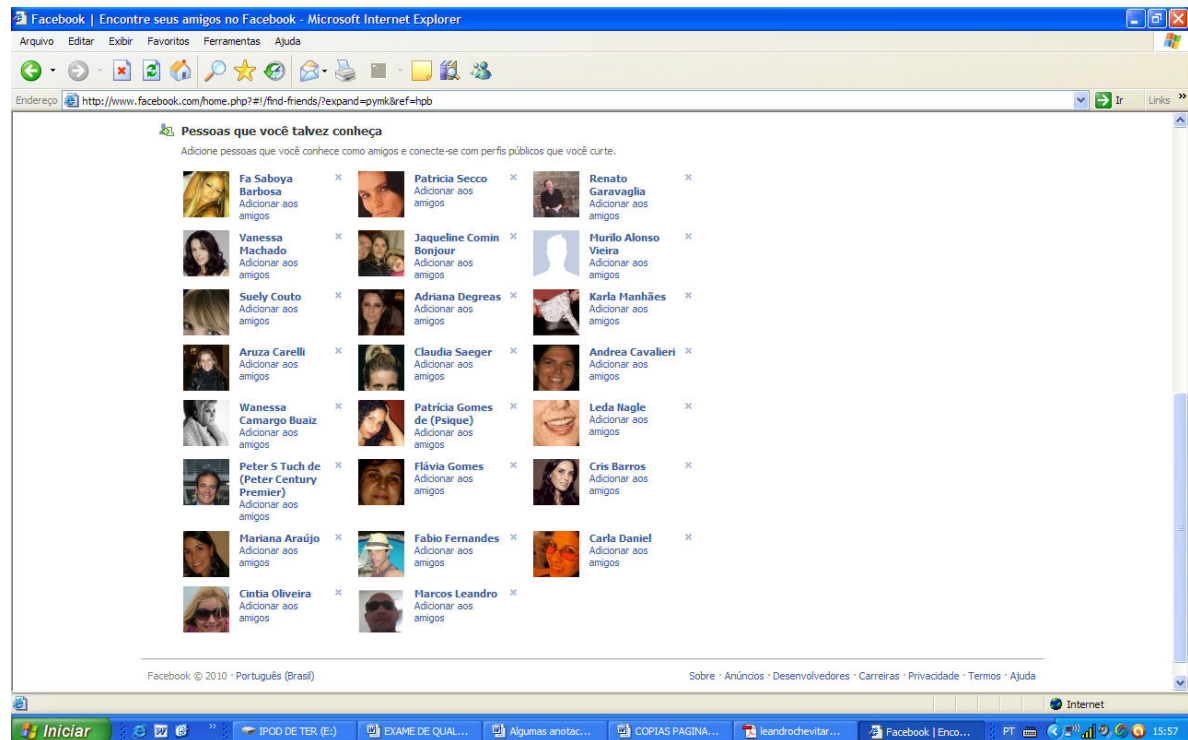 Facebook | Encontre seus amigos no Facebook - Microsoft Internet Explorer
Arquivo Editar Exibir Favoritos Ferramentas Ajuda
Endereço http://www.facebook.com/home.php?#!/find-friends/?expand=pymk&ref=hpb Ir Links »
Pessoas que você talvez conheça
Adicione pessoas que você conhece como amigos e conecte-se com perfis públicos que você curte.
Fa Saboya
Barbosa
Adicionar aos
amigos
Patricia Secco
Adicionar aos
amigos
Renato
Garavaglia
Adicionar aos
amigos
Vanessa
Machado
Adicionar aos
amigos
Jaqueline Comin
Bonjour
Adicionar aos
amigos
Murilo Alonso
Vieira
Adicionar aos
amigos
Suely Couto
Adicionar aos
amigos
Adriana Degreas
Adicionar aos
amigos
Karla Manhães
Adicionar aos
amigos
Aruza Carelli
Adicionar aos
amigos
Claudia Saeger
Adicionar aos
amigos
Andrea Cavalieri
Adicionar aos
amigos
Wanessa
Camargo Buaiz
Adicionar aos
amigos
Patrícia Gomes
de (Psique)
Adicionar aos
amigos
Leda Nagle
Adicionar aos
amigos
Peter S Tuch de
(Peter Century
Premier)
Adicionar aos
amigos
Flávia Gomes
Adicionar aos
amigos
Cris Barros
Adicionar aos
amigos
Mariana Araújo
Adicionar aos
amigos
Fabio Fernandes
Adicionar aos
amigos
Carla Daniel
Adicionar aos
amigos
Cintia Oliveira
Adicionar aos
amigos
Marcos Leandro
Adicionar aos
amigos
Facebook © 2010 · Português (Brasil) Sobre · Anúncios · Desenvolvedores · Carreiras · Privacidade · Termos · Ajuda
Internet
Iniciar » IPOD DE TER (E:) EXAME DE QUAL... Algumas anotac... COPIAS PAGINA... leandrochevitar... Facebook | Enco... PT 15:57